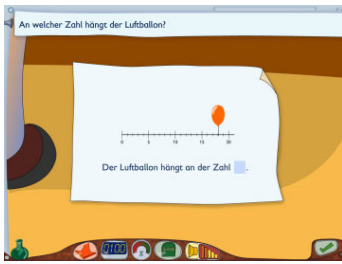 An welcher Zahl hängt der Luftballon?
0 5 10 15 20
Der Luftballon hängt an der Zahl .